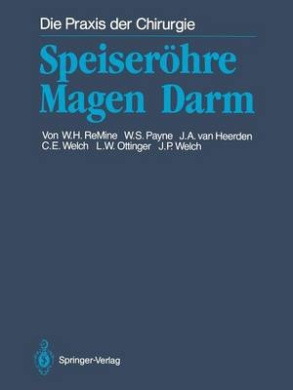 Die Praxis der Chirurgie
Speiseröhre
Magen Darm
Von W.H. ReMine W.S. Payne J.A. van Heerden
C.E. Welch L.W. Ottinger J.P. Welch
Springer-Verlag